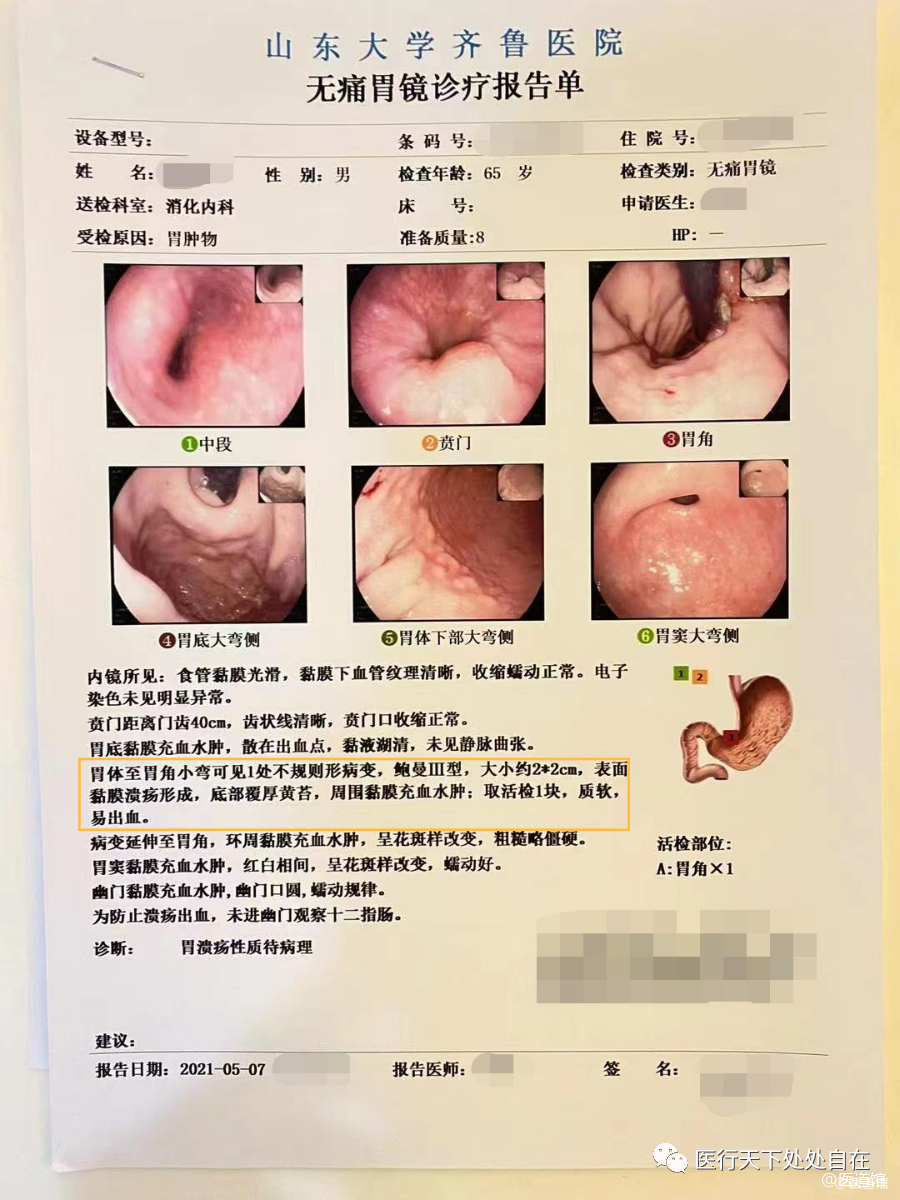 山东大学齐鲁医院
无痛胃镜诊疗报告单
设备型号: 条码号: 住院号:
姓名: 性别: 男 检查年龄: 65 岁 检查类别: 无痛胃镜
送检科室: 消化内科 床号: 申请医生:
受检原因: 胃肿物 准备质量:8 HP: —
1中段 2贲门 3胃角
4胃底大弯侧 5胃体下部大弯侧 6胃窦大弯侧
内镜所见: 食管黏膜光滑，黏膜下血管纹理清晰，收缩蠕动正常。电子
染色未见明显异常。
贲门距离门齿40cm，齿状线清晰，贲门口收缩正常。
胃底黏膜充血水肿，散在出血点，黏液湖清，未见静脉曲张。
胃体至胃角小弯可见1处不规则形病变，鲍曼III型，大小约2*2cm，表面
黏膜溃疡形成，底部覆厚黄苔，周围黏膜充血水肿；取活检1块，质软，
易出血。
病变延伸至胃角，环周黏膜充血水肿，呈花斑样改变，粗糙略僵硬。
胃窦黏膜充血水肿，红白相间，呈花斑样改变，蠕动好。
幽门黏膜充血水肿,幽门口圆,蠕动规律。
为防止溃疡出血，未进幽门观察十二指肠。
1 2
3
活检部位:
A:胃角×1
诊断: 胃溃疡性质待病理
建议:
报告日期: 2021-05-07 报告医师: 签名:
医行天下处处自在
@医道馆